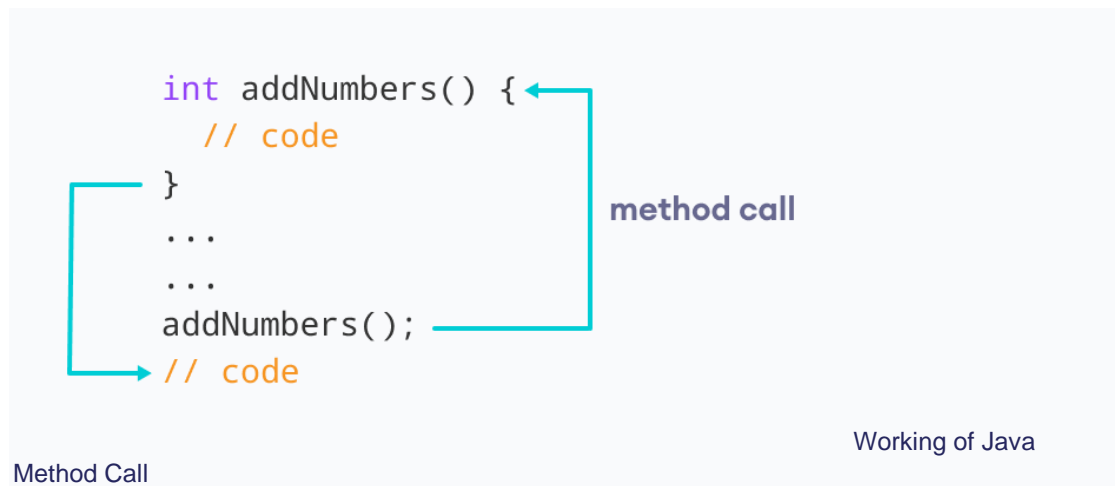 int addNumbers() {
// code
}
method call
...
...
addNumbers();
// code
Working of Java
Method Call